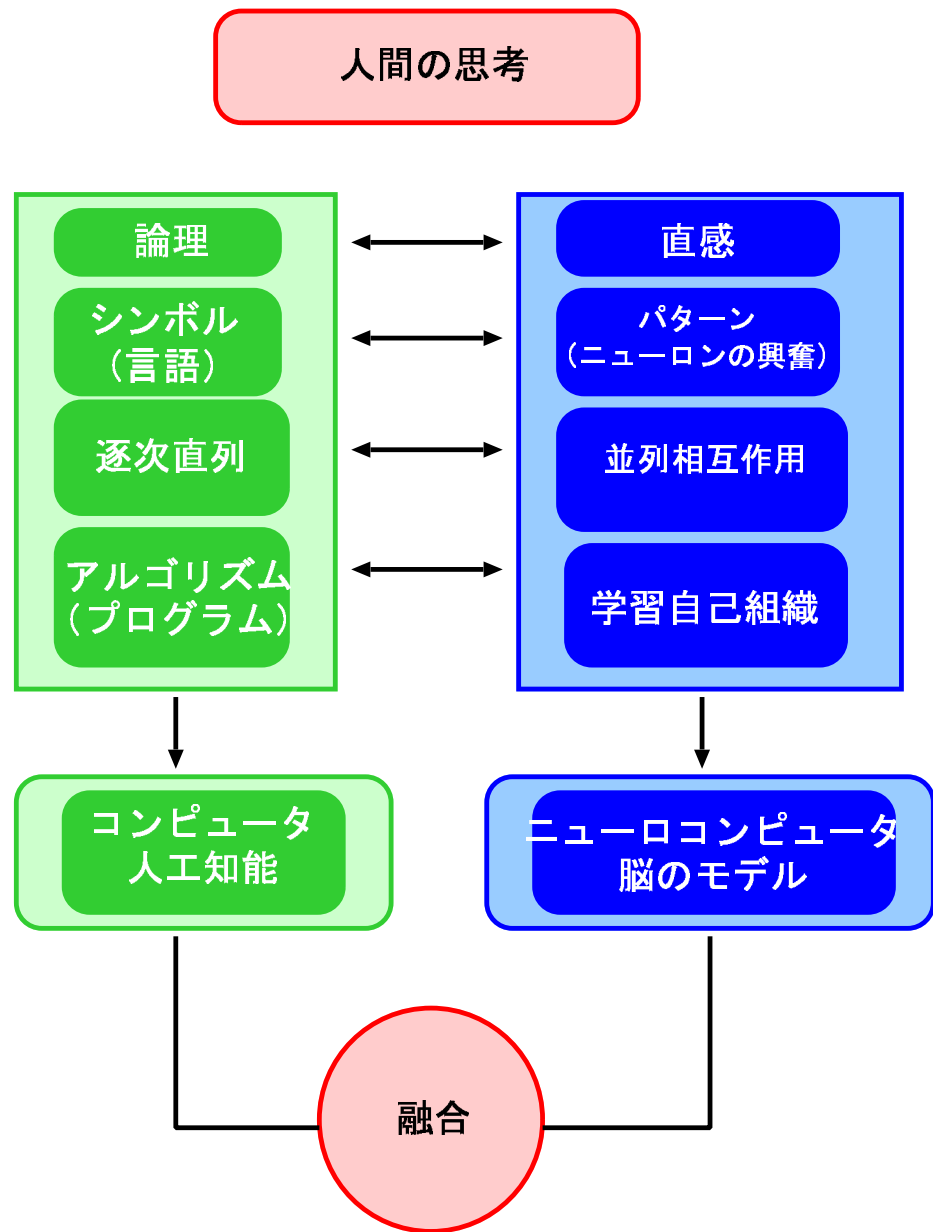 人間の思考
論理
直感
シンボル
(言語)
パターン
(ニューロンの興奮)
逐次直列
並列相互作用
アルゴリズム
(プログラム)
学習自己組織
コンピュータ
人工知能
ニューロコンピュータ
脳のモデル
融合